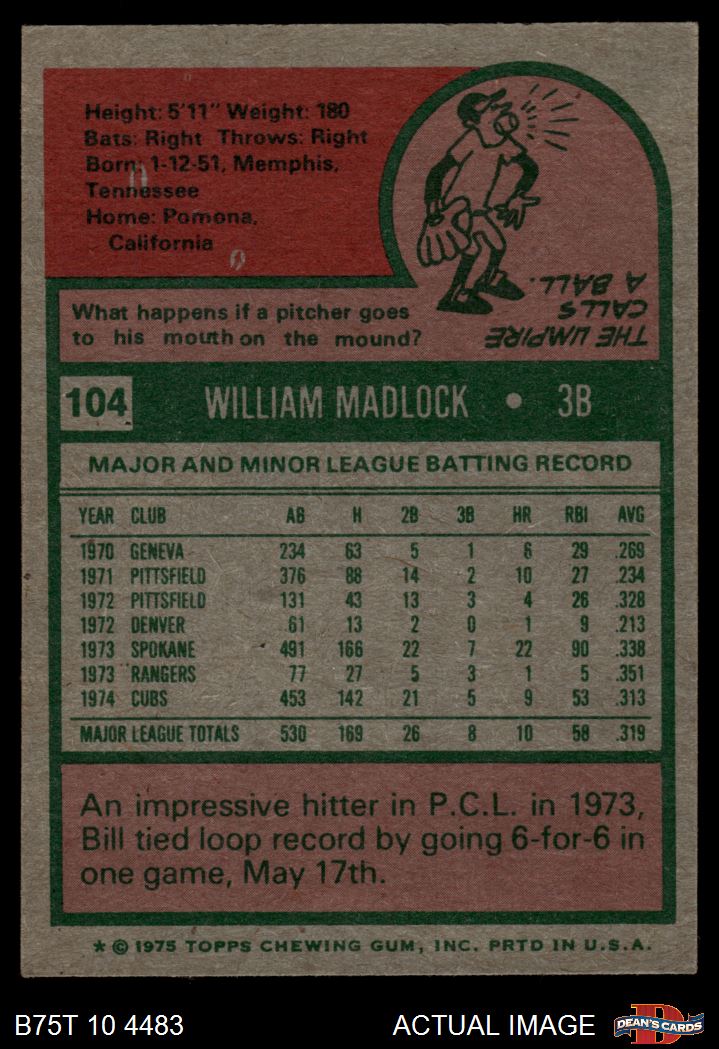 Height: 5'11" Weight: 180
Bats: Right Throws: Right
Born: 1-12-51, Memphis,
Tennessee
Home: Pomona,
California
What happens if a pitcher goes
to his mouth on the mound?
THE UMPIRE
CALLS
A BALL.
104 WILLIAM MADLOCK • 3B
MAJOR AND MINOR LEAGUE BATTING RECORD
YEAR CLUB AB H 2B 3B HR RBI AVG
1970 GENEVA 234 63 5 1 6 29 .269
1971 PITTSFIELD 376 88 14 2 10 27 .234
1972 PITTSFIELD 131 43 13 3 4 26 .328
1972 DENVER 61 13 2 0 1 9 .213
1973 SPOKANE 491 166 22 7 22 90 .338
1973 RANGERS 77 27 5 3 1 5 .351
1974 CUBS 453 142 21 5 9 53 .313
MAJOR LEAGUE TOTALS 530 169 26 8 10 58 .319
An impressive hitter in P.C.L. in 1973,
Bill tied loop record by going 6-for-6 in
one game, May 17th.
* © 1975 TOPPS CHEWING GUM, INC. PRTD IN U.S.A.
B75T 10 4483 ACTUAL IMAGE DEAN'S CARDS